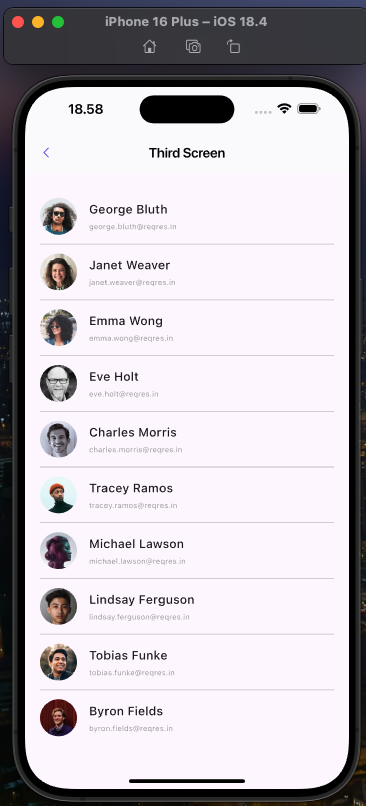 iPhone 16 Plus – iOS 18.4
18.58
Third Screen
George Bluth
george.bluth@reqres.in
Janet Weaver
janet.weaver@reqres.in
Emma Wong
emma.wong@reqres.in
Eve Holt
eve.holt@reqres.in
Charles Morris
charles.morris@reqres.in
Tracey Ramos
tracey.ramos@reqres.in
Michael Lawson
michael.lawson@reqres.in
Lindsay Ferguson
lindsay.ferguson@reqres.in
Tobias Funke
tobias.funke@reqres.in
Byron Fields
byron.fields@reqres.in